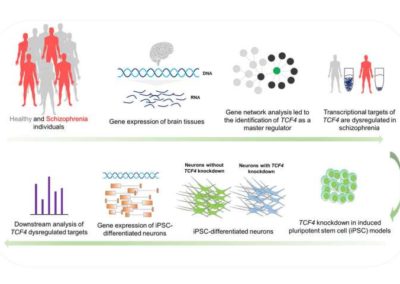 Healthy and Schizophrenia
individuals
DNA
RNA
Gene expression of brain tissues
Gene network analysis led to
the identification of TCF4 as a
master regulator
Transcriptional targets of
TCF4 are dysregulated in
schizophrenia
Downstream analysis of
TCF4 dysregulated targets
Gene expression of iPSC-
differentiated neurons
Neurons without
TCF4 knockdown
Neurons with TCF4
knockdown
iPSC-differentiated neurons
TCF4 knockdown in induced
pluripotent stem cell (iPSC) models